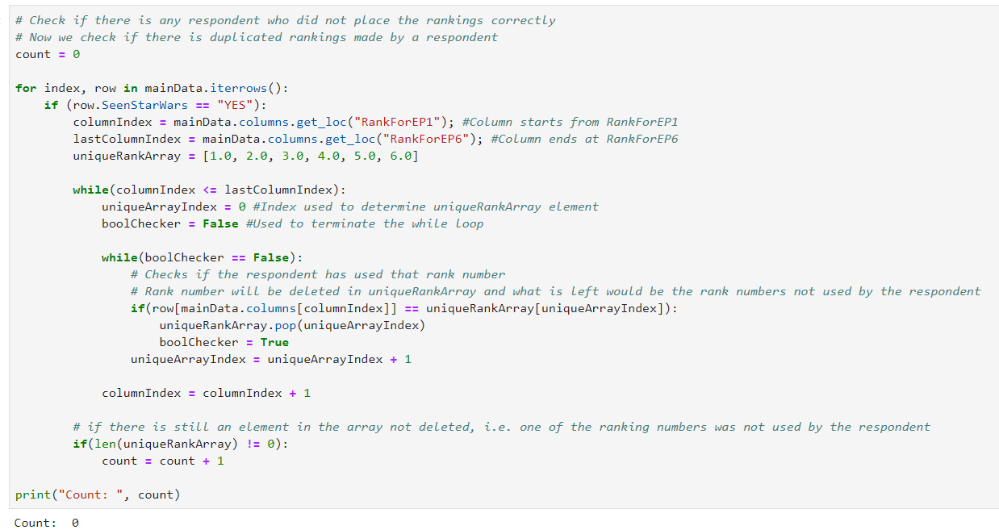 # Check if there is any respondent who did not place the rankings correctly
# Now we check if there is duplicated rankings made by a respondent
count = 0
for index, row in mainData.iterrows():
    if (row.SeenStarWars == "YES"):
        columnIndex = mainData.columns.get_loc("RankForEP1"); #Column starts from RankForEP1
        lastColumnIndex = mainData.columns.get_loc("RankForEP6"); #Column ends at RankForEP6
        uniqueRankArray = [1.0, 2.0, 3.0, 4.0, 5.0, 6.0]
        while(columnIndex <= lastColumnIndex):
            uniqueArrayIndex = 0 #Index used to determine uniqueRankArray element
            boolChecker = False #Used to terminate the while loop
            while(boolChecker == False):
                # Checks if the respondent has used that rank number
                # Rank number will be deleted in uniqueRankArray and what is left would be the rank numbers not used by the respondent
                if(row[mainData.columns[columnIndex]] == uniqueRankArray[uniqueArrayIndex]):
                    uniqueRankArray.pop(uniqueArrayIndex)
                    boolChecker = True
                uniqueArrayIndex = uniqueArrayIndex + 1
            columnIndex = columnIndex + 1
        # if there is still an element in the array not deleted, i.e. one of the ranking numbers was not used by the respondent
        if(len(uniqueRankArray) != 0):
            count = count + 1
print("Count: ", count)
Count:  0